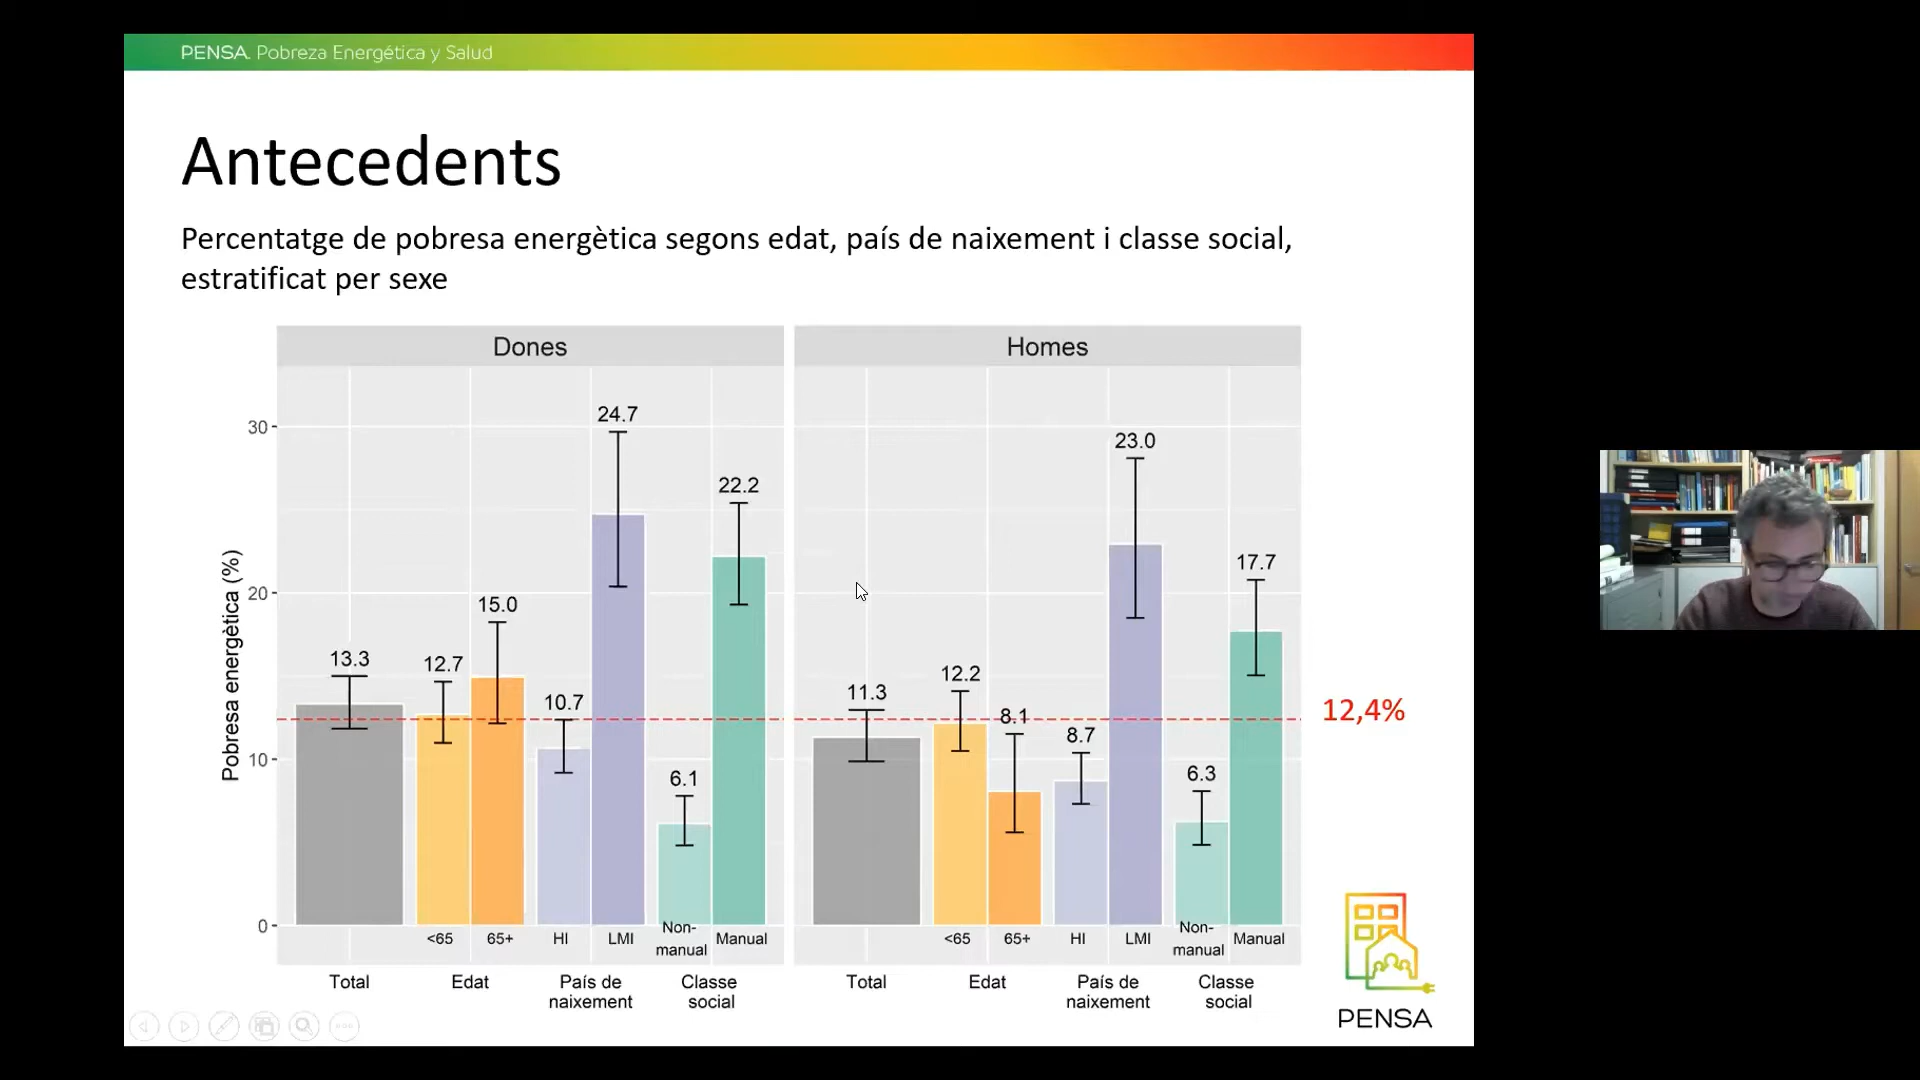 PENSA. Pobreza Energética y Salud
Antecedents
Percentatge de pobresa energètica segons edat, país de naixement i classe social,
estratificat per sexe
Dones
Homes
Pobresa energètica (%)
30
20
10
0
13.3
12.7
15.0
10.7
24.7
6.1
22.2
11.3
12.2
8.1
8.7
23.0
6.3
17.7
12,4%
<65
65+
HI
LMI
Non-
manual
Manual
<65
65+
HI
LMI
Non-
manual
Manual
Total
Edat
País de
naixement
Classe
social
Total
Edat
País de
naixement
Classe
social
PENSA